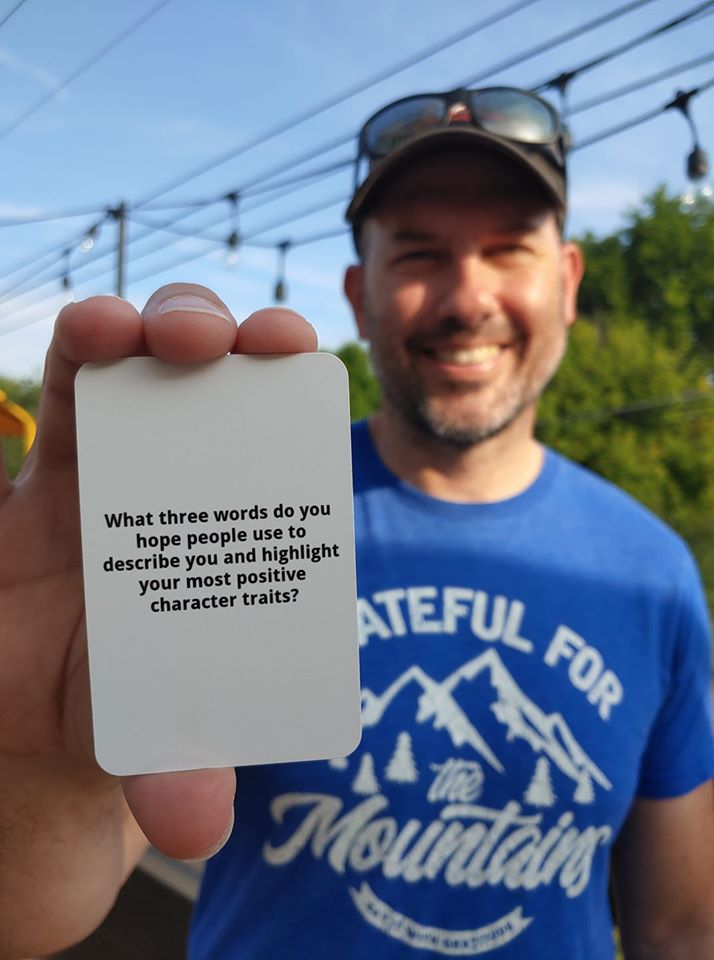 What three words do you
hope people use to
describe you and highlight
your most positive
character traits?
ATEFUL FOR
the
Mountains